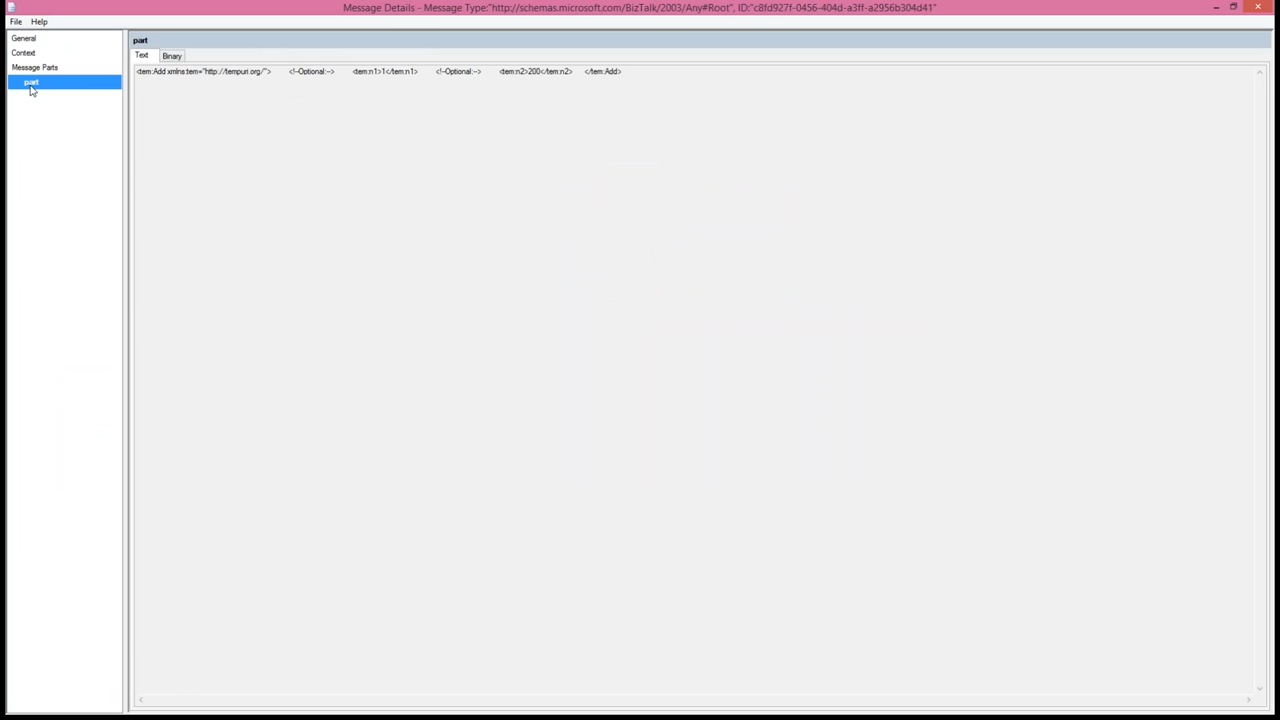 Message Details - Message Type:"http://schemas.microsoft.com/BizTalk/2003/Any#Root", ID:"c8fd927f-0456-404d-a3ff-a2956b304d41"
File Help
General
Context
Message Parts
part
part
Text Binary
<tem:Add xmlns:tem="http://tempuri.org/"> <!--Optional:--> <tem:n1>1</tem:n1> <!--Optional:--> <tem:n2>200</tem:n2> </tem:Add>